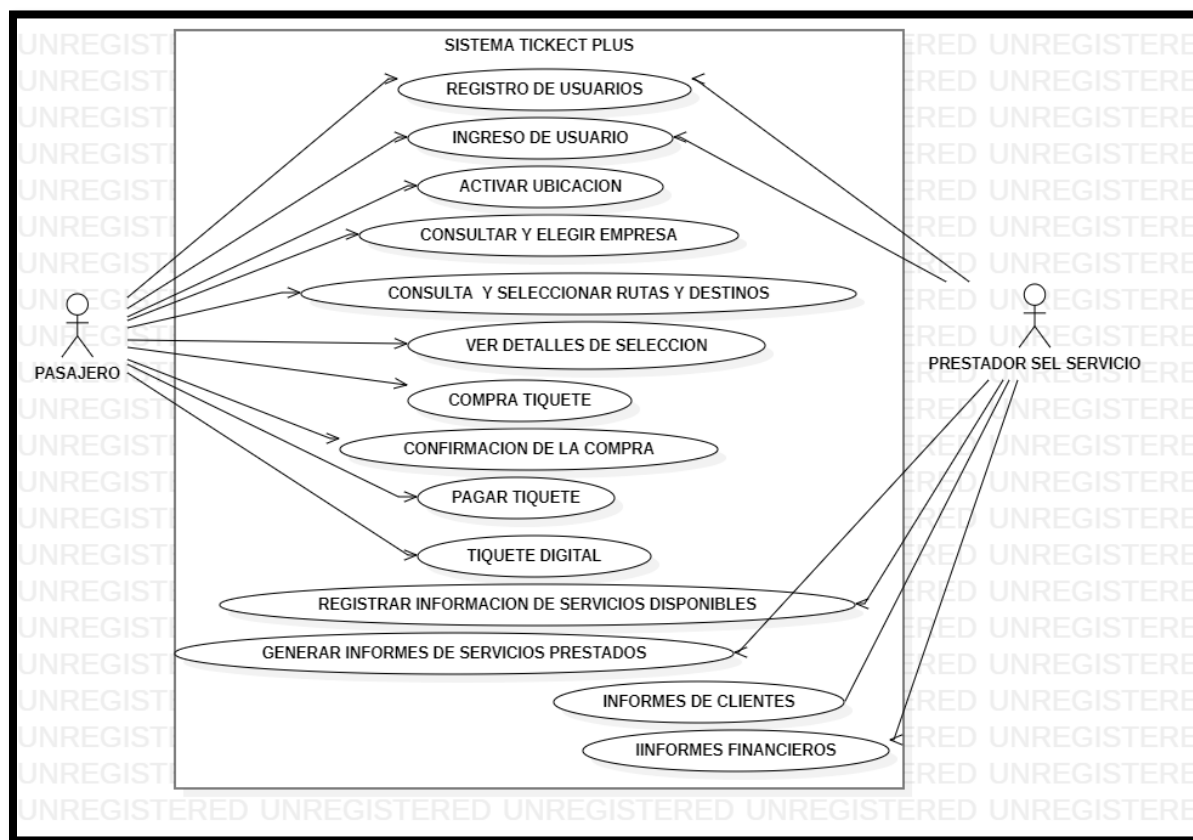 SISTEMA TICKECT PLUS
REGISTRO DE USUARIOS
INGRESO DE USUARIO
ACTIVAR UBICACION
CONSULTAR Y ELEGIR EMPRESA
CONSULTA Y SELECCIONAR RUTAS Y DESTINOS
VER DETALLES DE SELECCION
PASAJERO
PRESTADOR SEL SERVICIO
COMPRA TIQUETE
CONFIRMACION DE LA COMPRA
PAGAR TIQUETE
TIQUETE DIGITAL
REGISTRAR INFORMACION DE SERVICIOS DISPONIBLES
GENERAR INFORMES DE SERVICIOS PRESTADOS
INFORMES DE CLIENTES
IINFORMES FINANCIEROS
UNREGISTERED UNREGISTERED UNREGISTERED UNREGISTERED UNREGISTERE